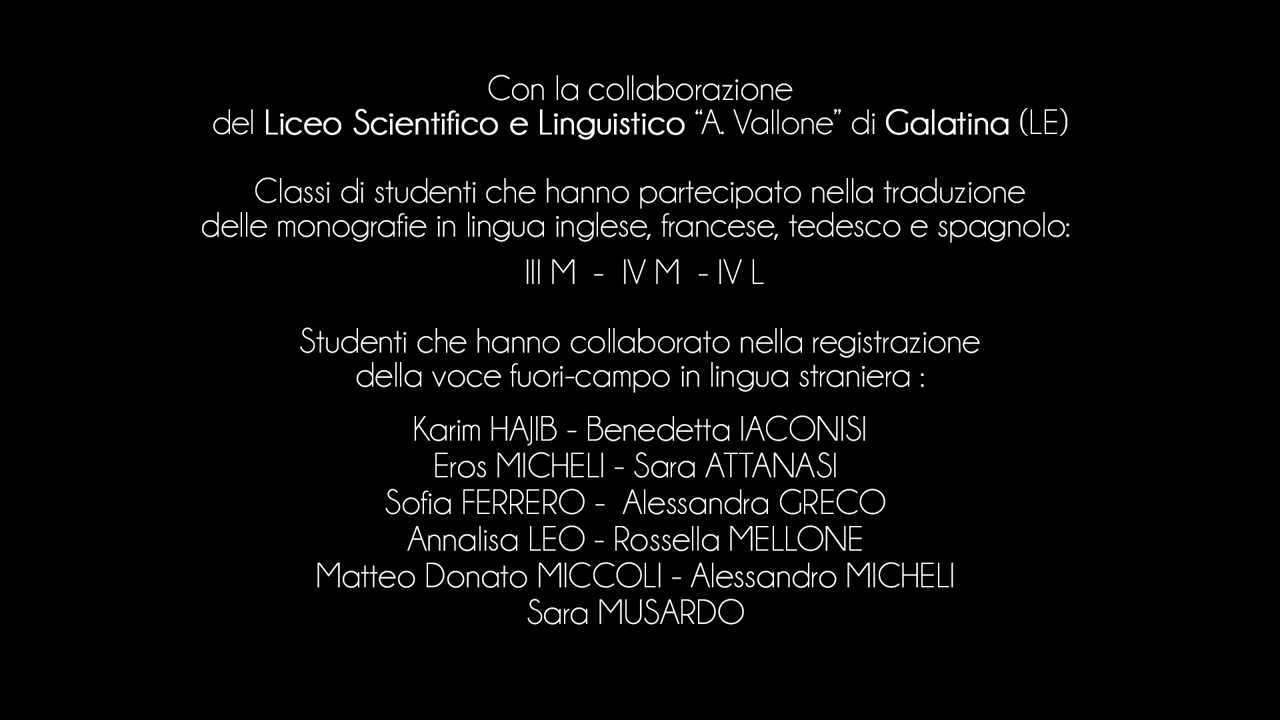 Con la collaborazione
del Liceo Scientifico e Linguistico “A. Vallone” di Galatina (LE)
Classi di studenti che hanno partecipato nella traduzione
delle monografie in lingua inglese, francese, tedesco e spagnolo:
III M - IV M - IV L
Studenti che hanno collaborato nella registrazione
della voce fuori-campo in lingua straniera :
Karim HAJIB - Benedetta IACONISI
Eros MICHELI - Sara ATTANASI
Sofia FERRERO - Alessandra GRECO
Annalisa LEO - Rossella MELLONE
Matteo Donato MICCOLI - Alessandro MICHELI
Sara MUSARDO